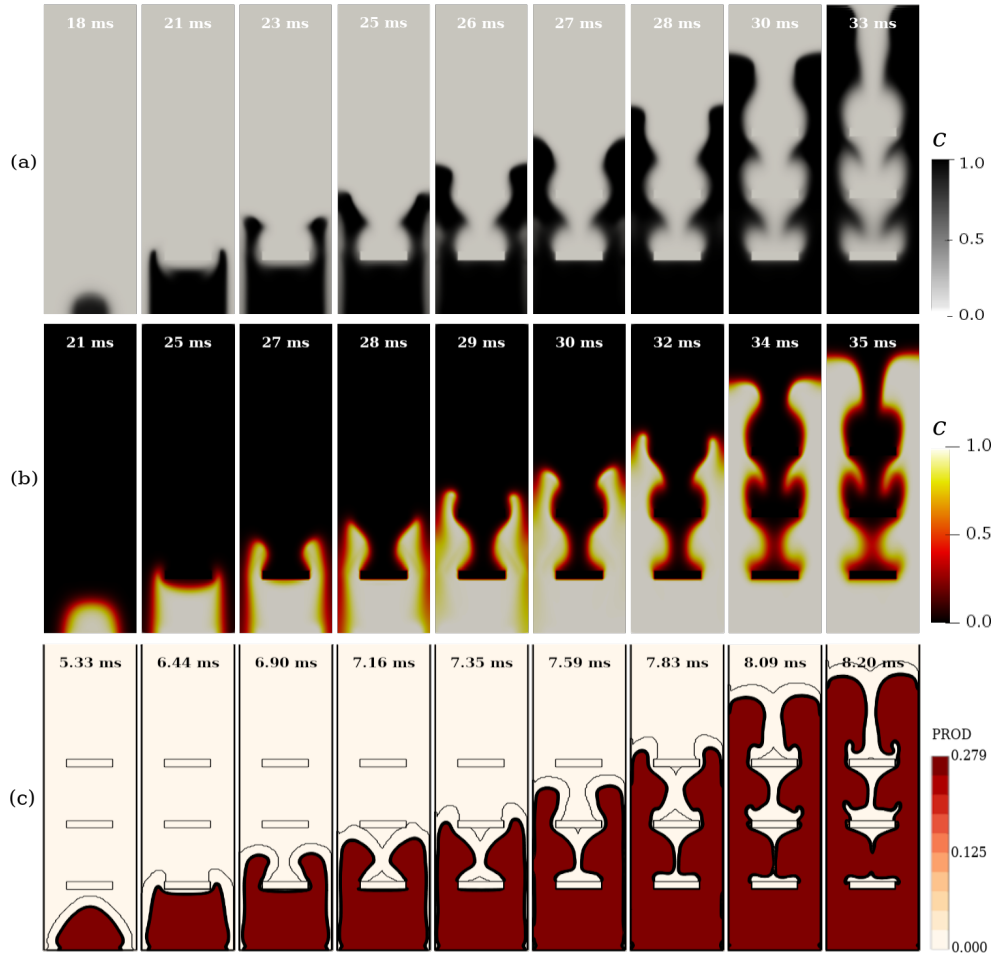 18 ms 21 ms 23 ms 25 ms 26 ms 27 ms 28 ms 30 ms 33 ms
(a)
c
1.0
0.5
0.0
21 ms 25 ms 27 ms 28 ms 29 ms 30 ms 32 ms 34 ms 35 ms
(b)
c
1.0
0.5
0.0
5.33 ms 6.44 ms 6.90 ms 7.16 ms 7.35 ms 7.59 ms 7.83 ms 8.09 ms 8.20 ms
(c)
PROD
0.279
0.125
0.000